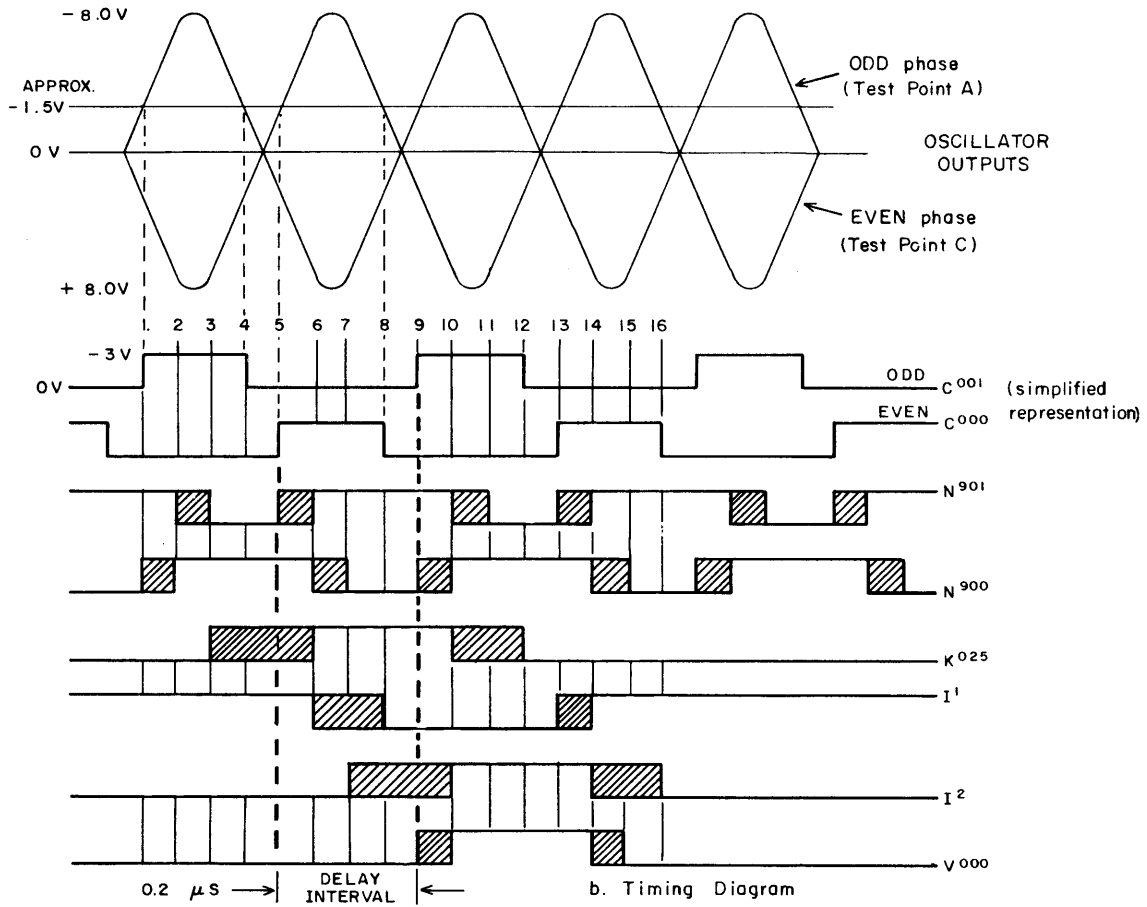 - 8.0 V
ODD phase
(Test Point A)
APPROX.
-1.5V
0 V
OSCILLATOR
OUTPUTS
EVEN phase
(Test Point C)
+ 8.0V
1. 2 3 4 5 6 7 8 9 10 11 12 13 14 15 16
-3 V
0V
ODD
C001
(simplified
representation)
EVEN
C000
N901
N900
K025
I1
I2
V000
0.2 μS
DELAY
INTERVAL
b. Timing Diagram